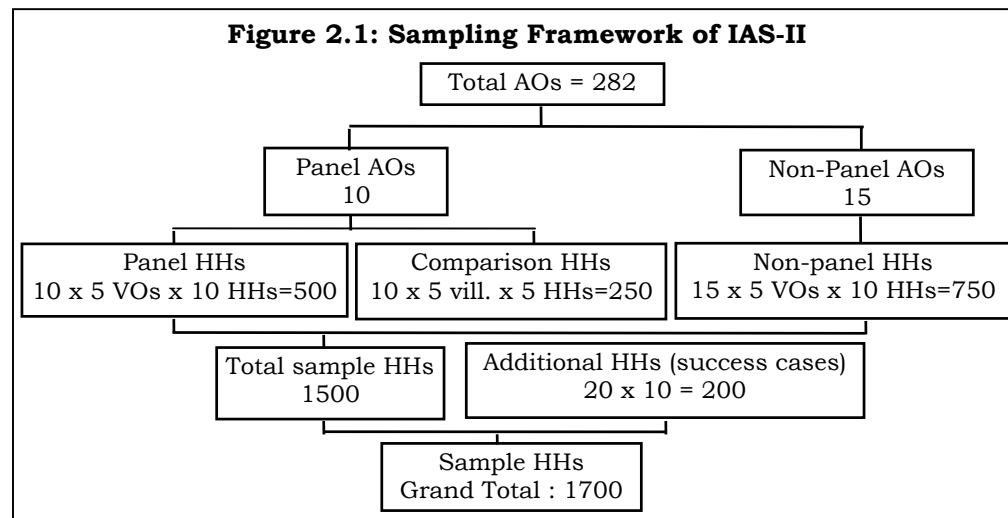 Figure 2.1: Sampling Framework of IAS-II
Total AOs = 282
Panel AOs
10
Non-Panel AOs
15
Panel HHs
10 x 5 VOs x 10 HHs=500
Comparison HHs
10 x 5 vill. x 5 HHs=250
Non-panel HHs
15 x 5 VOs x 10 HHs=750
Total sample HHs
1500
Additional HHs (success cases)
20 x 10 = 200
Sample HHs
Grand Total : 1700